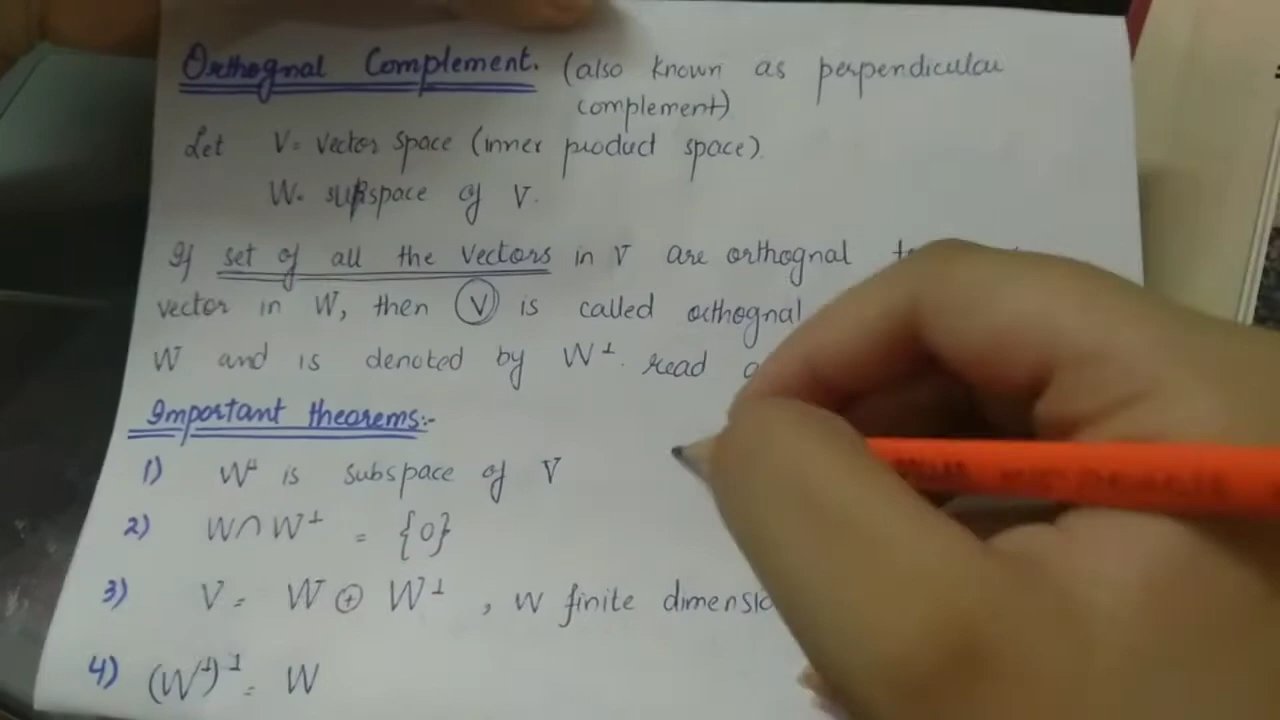 Orthognal Complement. (also known as perpendicular
complement)
Let V = Vector space (inner product space).
W = subspace of V.
If set of all the vectors in V are orthognal
vector in W, then V is called orthognal
W and is denoted by W⊥. read
Important theorems:-
1) W⊥ is subspace of V
2) W∩W⊥ = {0}
3) V = W ⊕ W⊥, W finite
4) (W⊥)⊥ = W